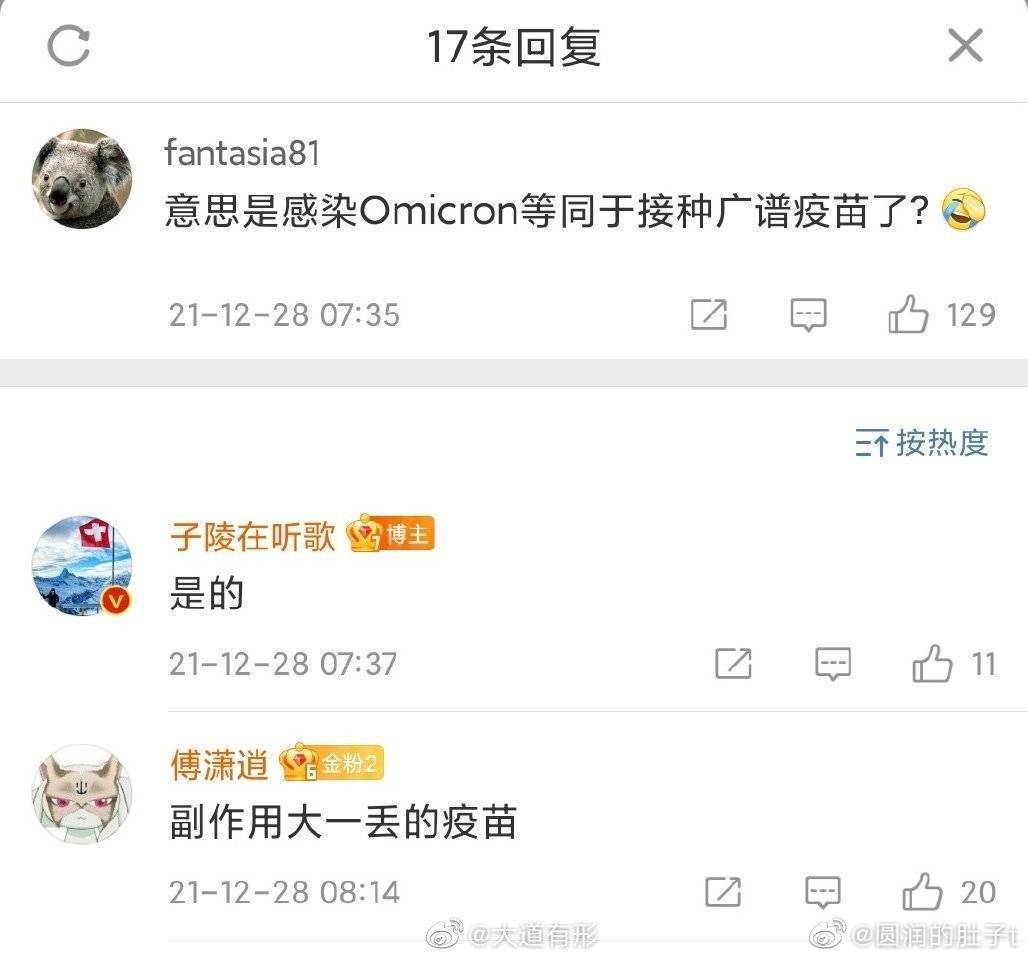 17条回复
fantasia81
意思是感染Omicron等同于接种广谱疫苗了?
21-12-28 07:35
129
按热度
子陵在听歌
博主
是的
21-12-28 07:37
11
傅潇逍
6
金粉2
副作用大一丢的疫苗
21-12-28 08:14
20
@大道有形
@圆润的肚子t